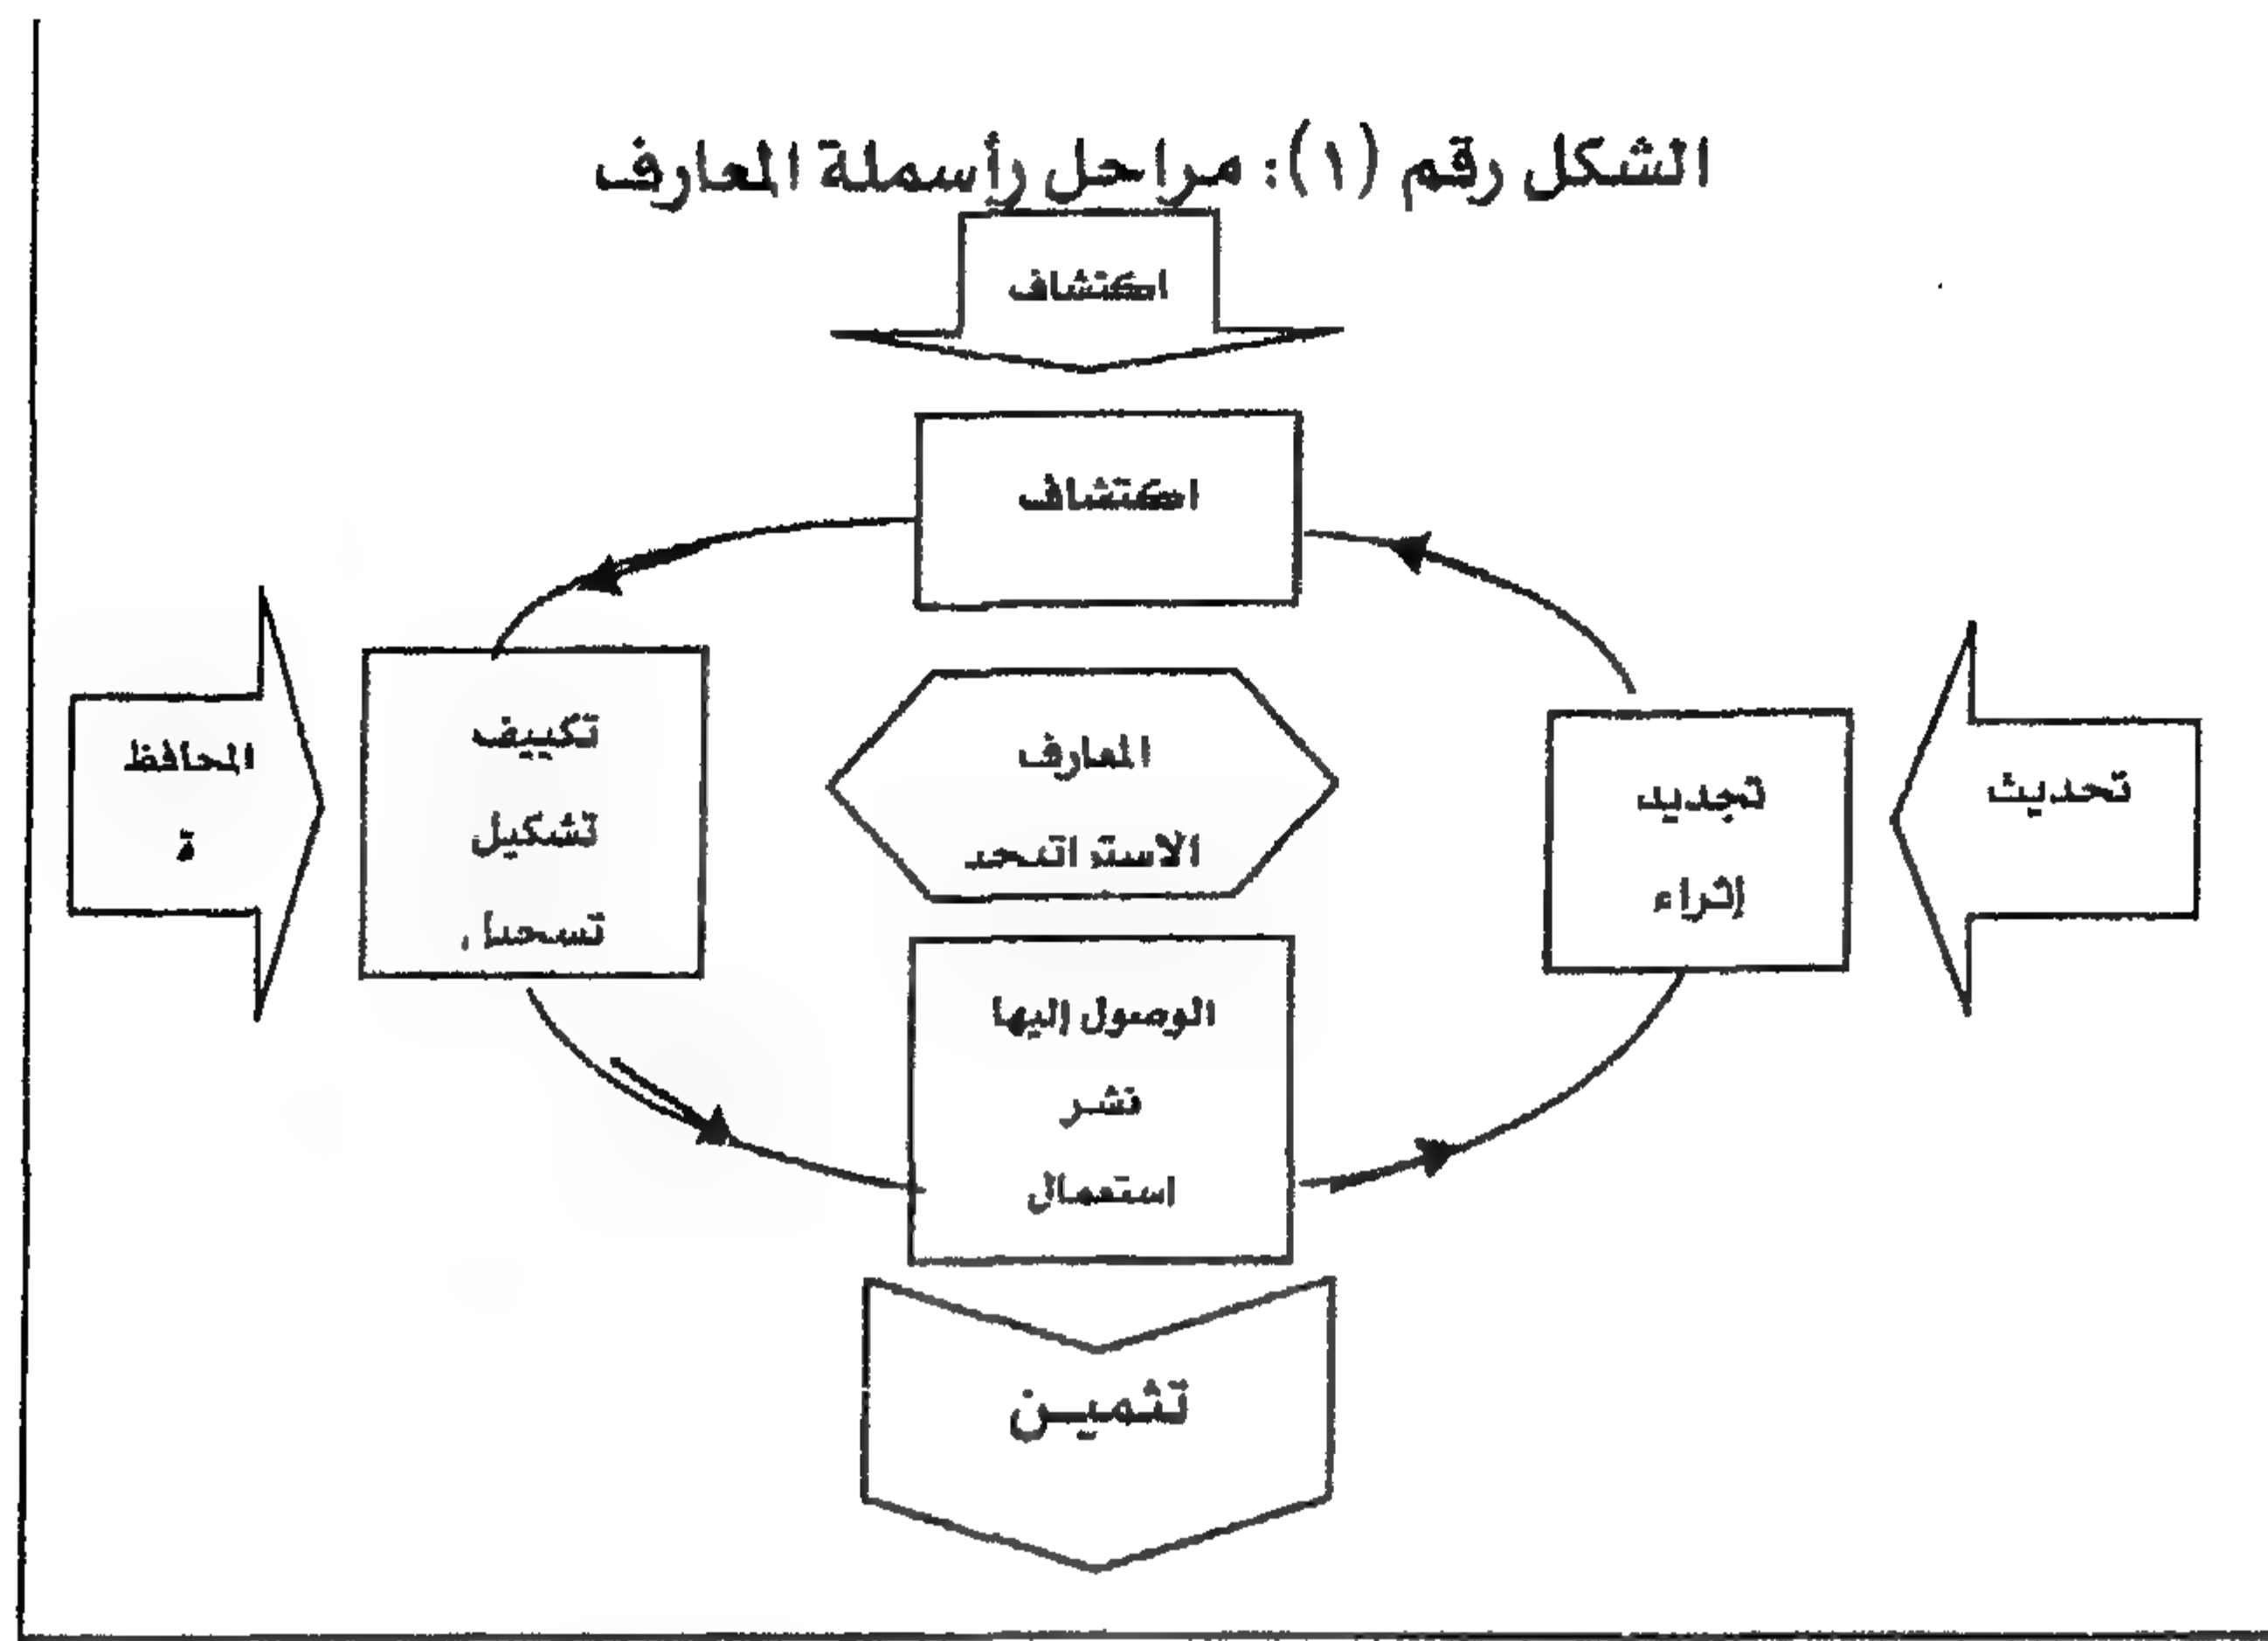 الشكل رقم (١): مراحل رأسملة المعارف
اكتشاف
اكتشاف
تحديث
تجديد
إثراء
المعارف
تكييف
تشكيل
المحافظ
ة
الوصول إليها
نشر
استعمال
تثمين